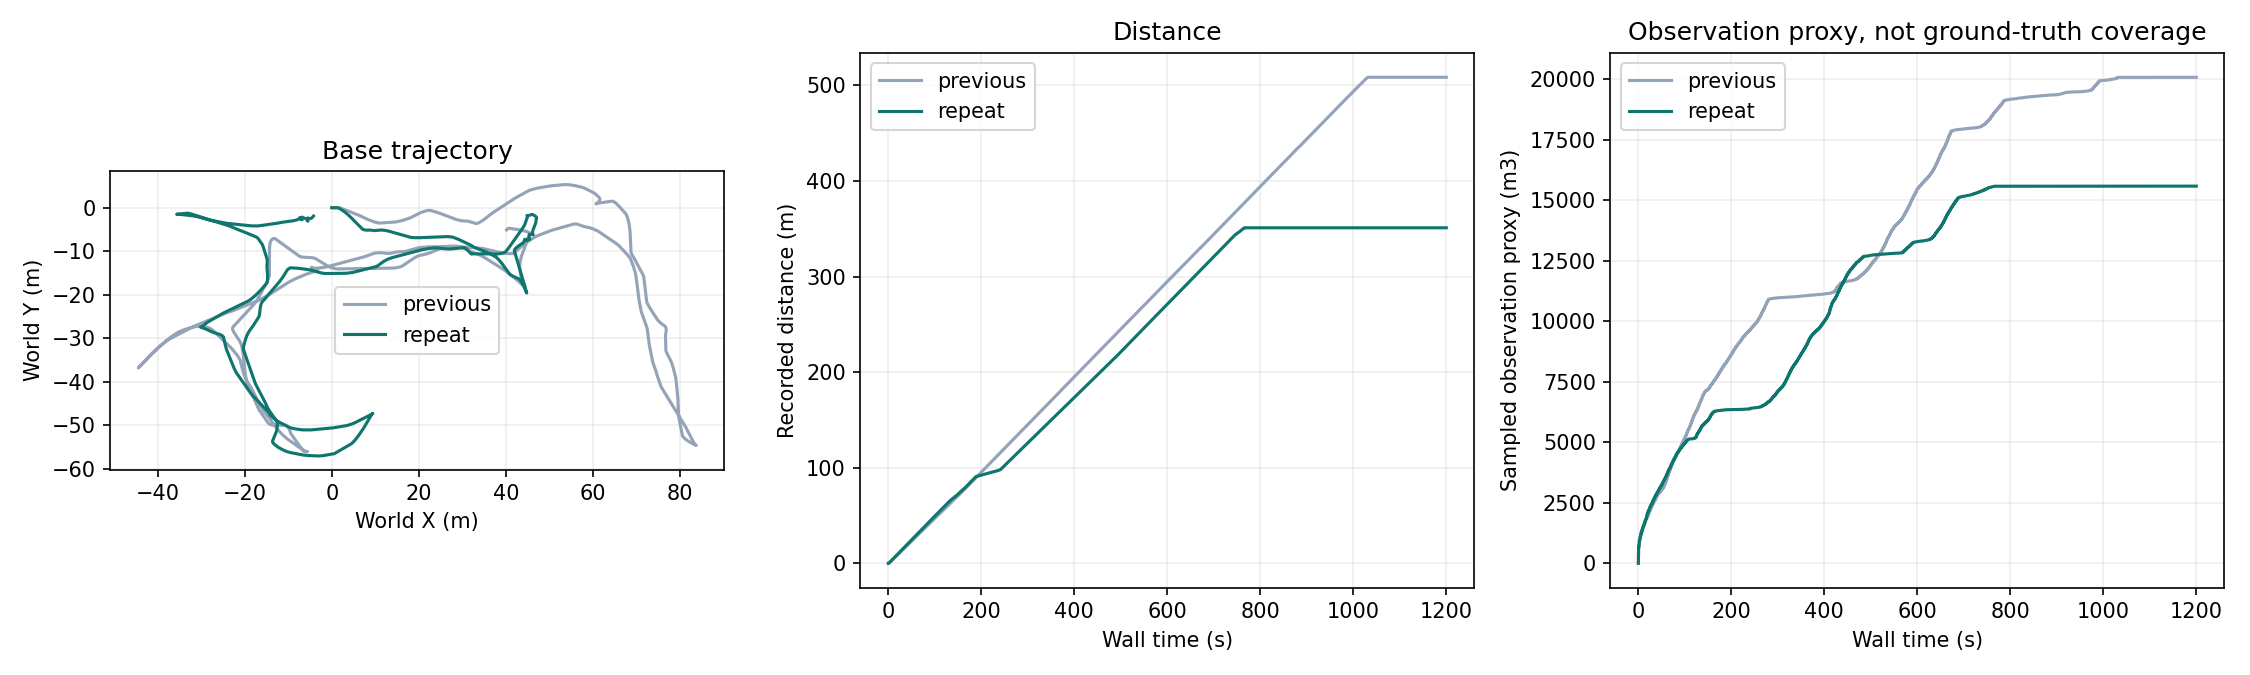 Base trajectory
0
−10
−20
−30
−40
−50
−60
World Y (m)
previous
repeat
−40
−20
0
20
40
60
80
World X (m)
Distance
500
400
300
200
100
0
Recorded distance (m)
previous
repeat
0
200
400
600
800
1000
1200
Wall time (s)
Observation proxy, not ground-truth coverage
20000
17500
15000
12500
10000
7500
5000
2500
0
Sampled observation proxy (m3)
previous
repeat
0
200
400
600
800
1000
1200
Wall time (s)